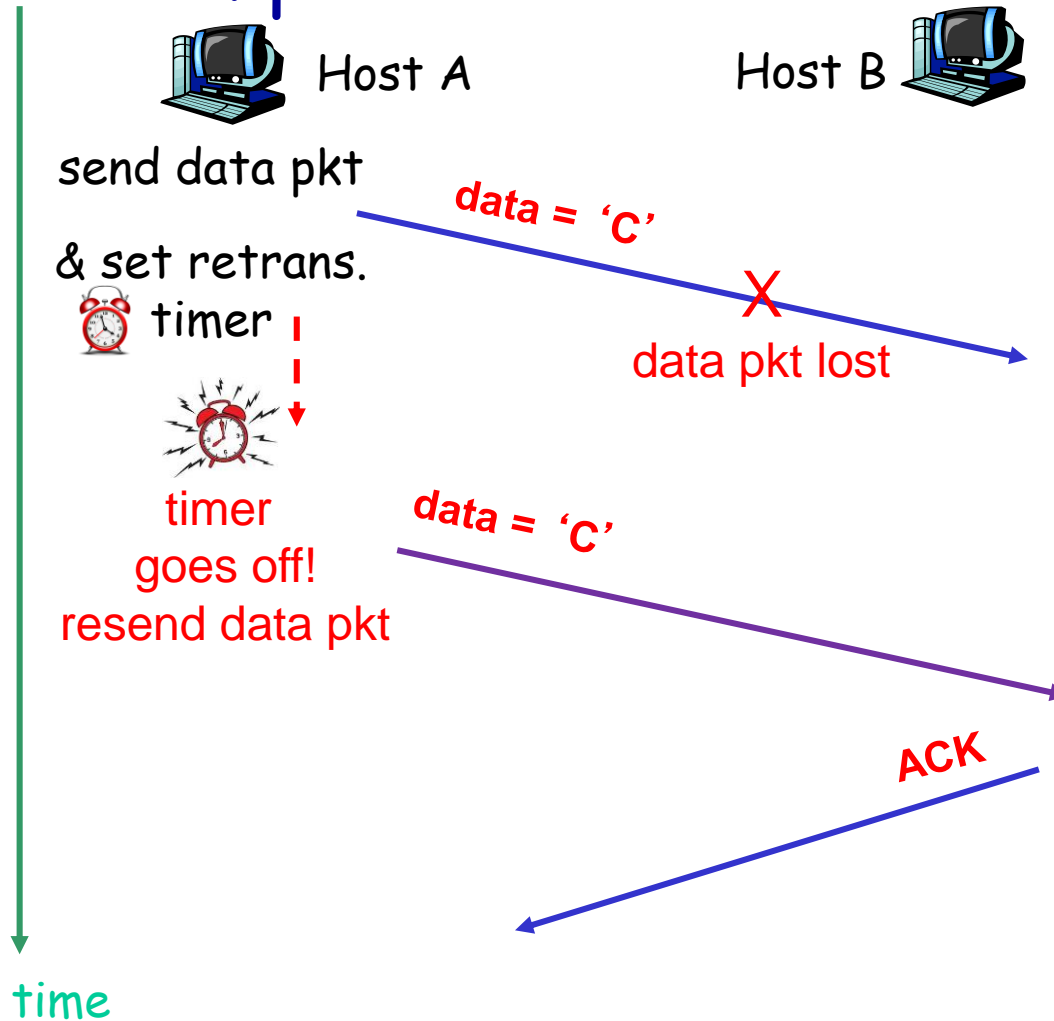 Host A
Host B
send data pkt
data = ‘C’
& set retrans.
timer
X
data pkt lost
timer
goes off!
resend data pkt
data = ‘C’
ACK
time